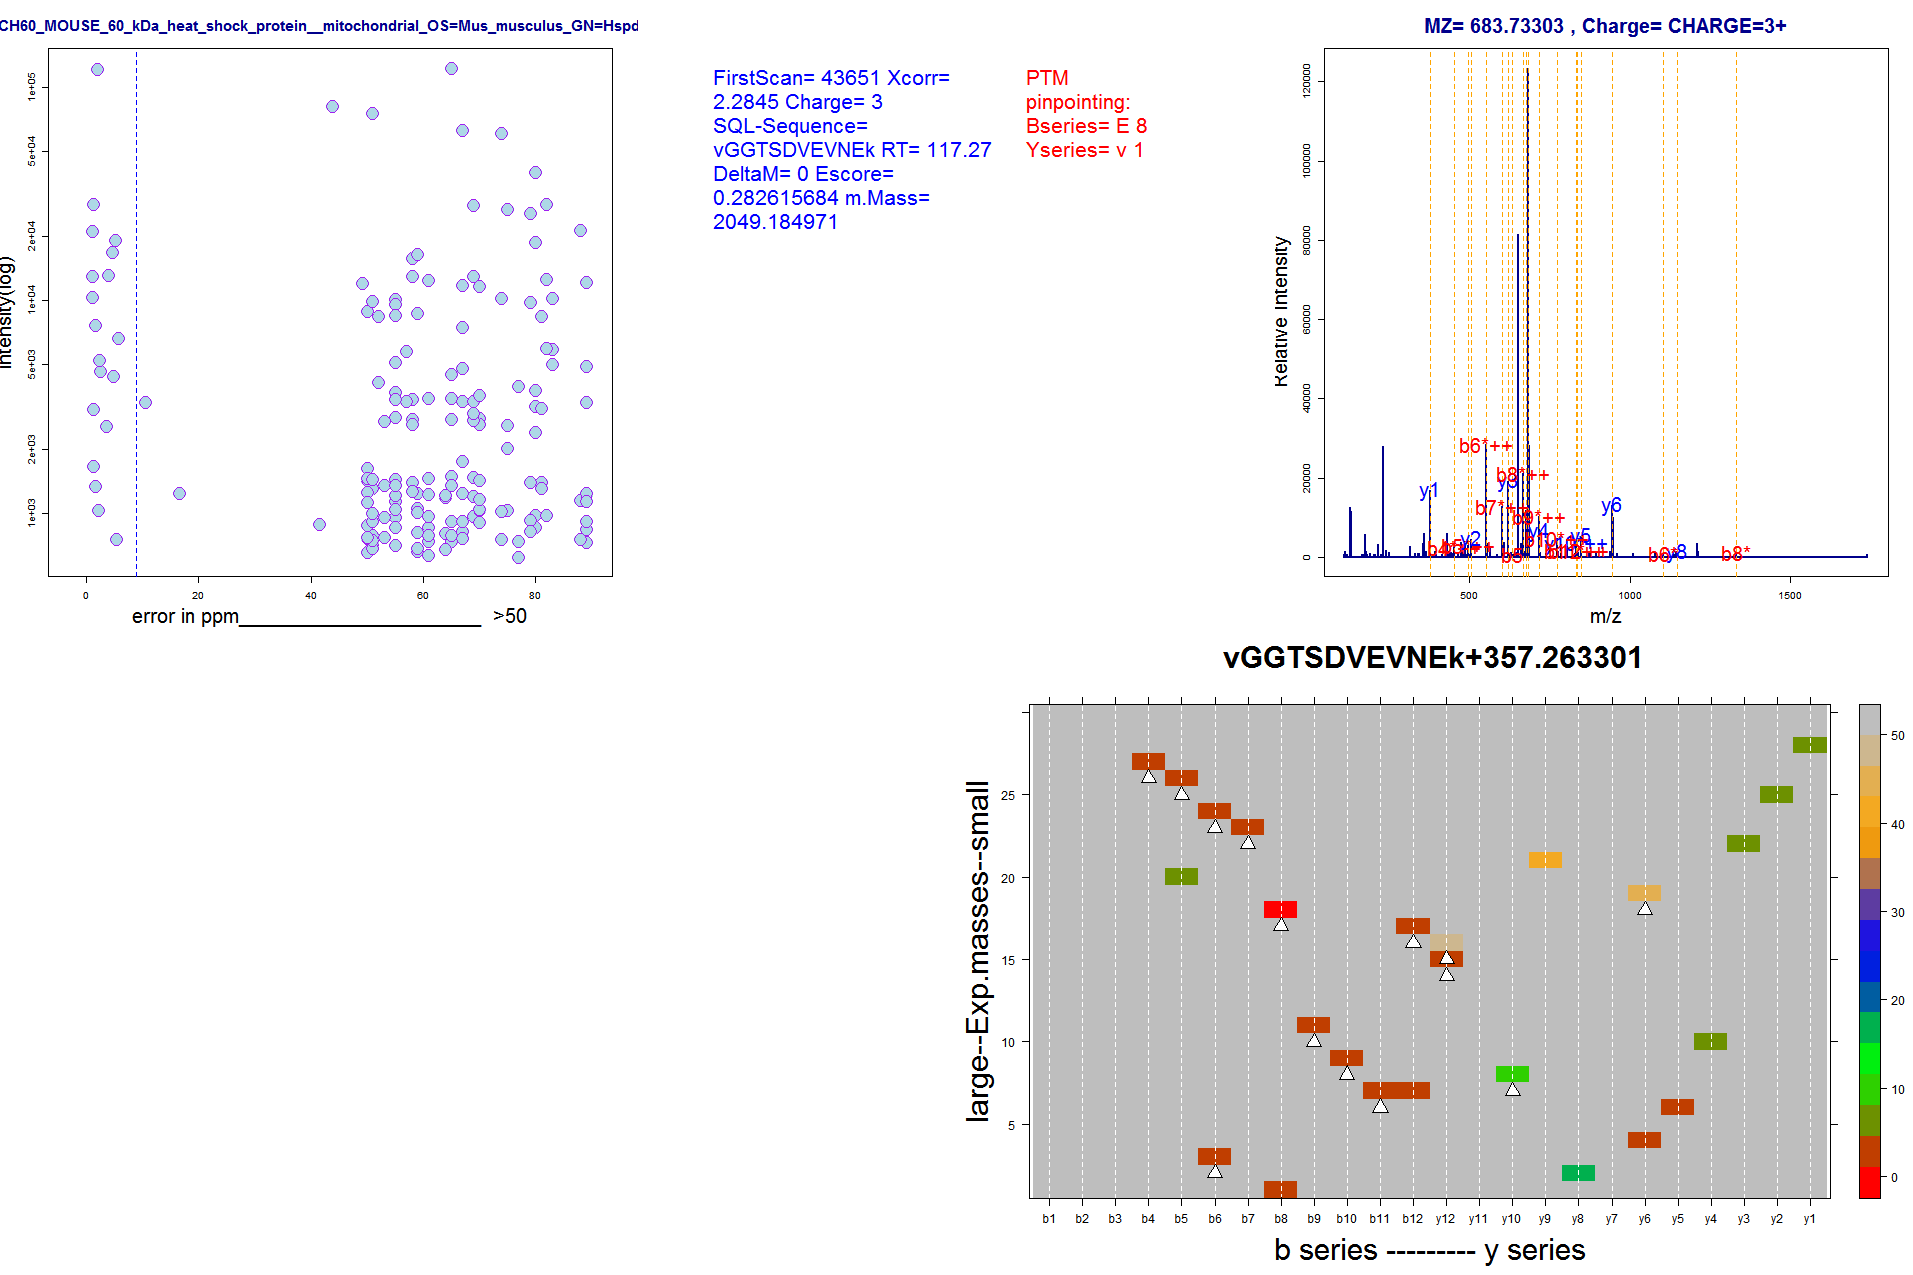 CH60_MOUSE_60_kDa_heat_shock_protein__mitochondrial_OS=Mus_musculus_GN=Hspd
1e+05
5e+04
2e+04
1e+04
5e+03
2e+03
1e+03
Intensity(log)
0 20 40 60 80
error in ppm________________________ >50
FirstScan= 43651 Xcorr=
2.2845 Charge= 3
SQL-Sequence=
vGGTSDVEVNEk RT= 117.27
DeltaM= 0 Escore=
0.282615684 m.Mass=
2049.184971
PTM
pinpointing:
Bseries= E 8
Yseries= v 1
MZ= 683.73303 , Charge= CHARGE=3+
120000
100000
80000
60000
40000
20000
0
Relative Intensity
b6*++
b8*++
y1
y6
b7*++
b9*++
y4
y2
y5
b6*
y8
b8*
500 1000 1500
m/z
vGGTSDVEVNEk+357.263301
large--Exp.masses--small
25
20
15
10
5
50
40
30
20
10
0
b1 b2 b3 b4 b5 b6 b7 b8 b9 b10 b11 b12 y12 y11 y10 y9 y8 y7 y6 y5 y4 y3 y2 y1
b series --------- y series